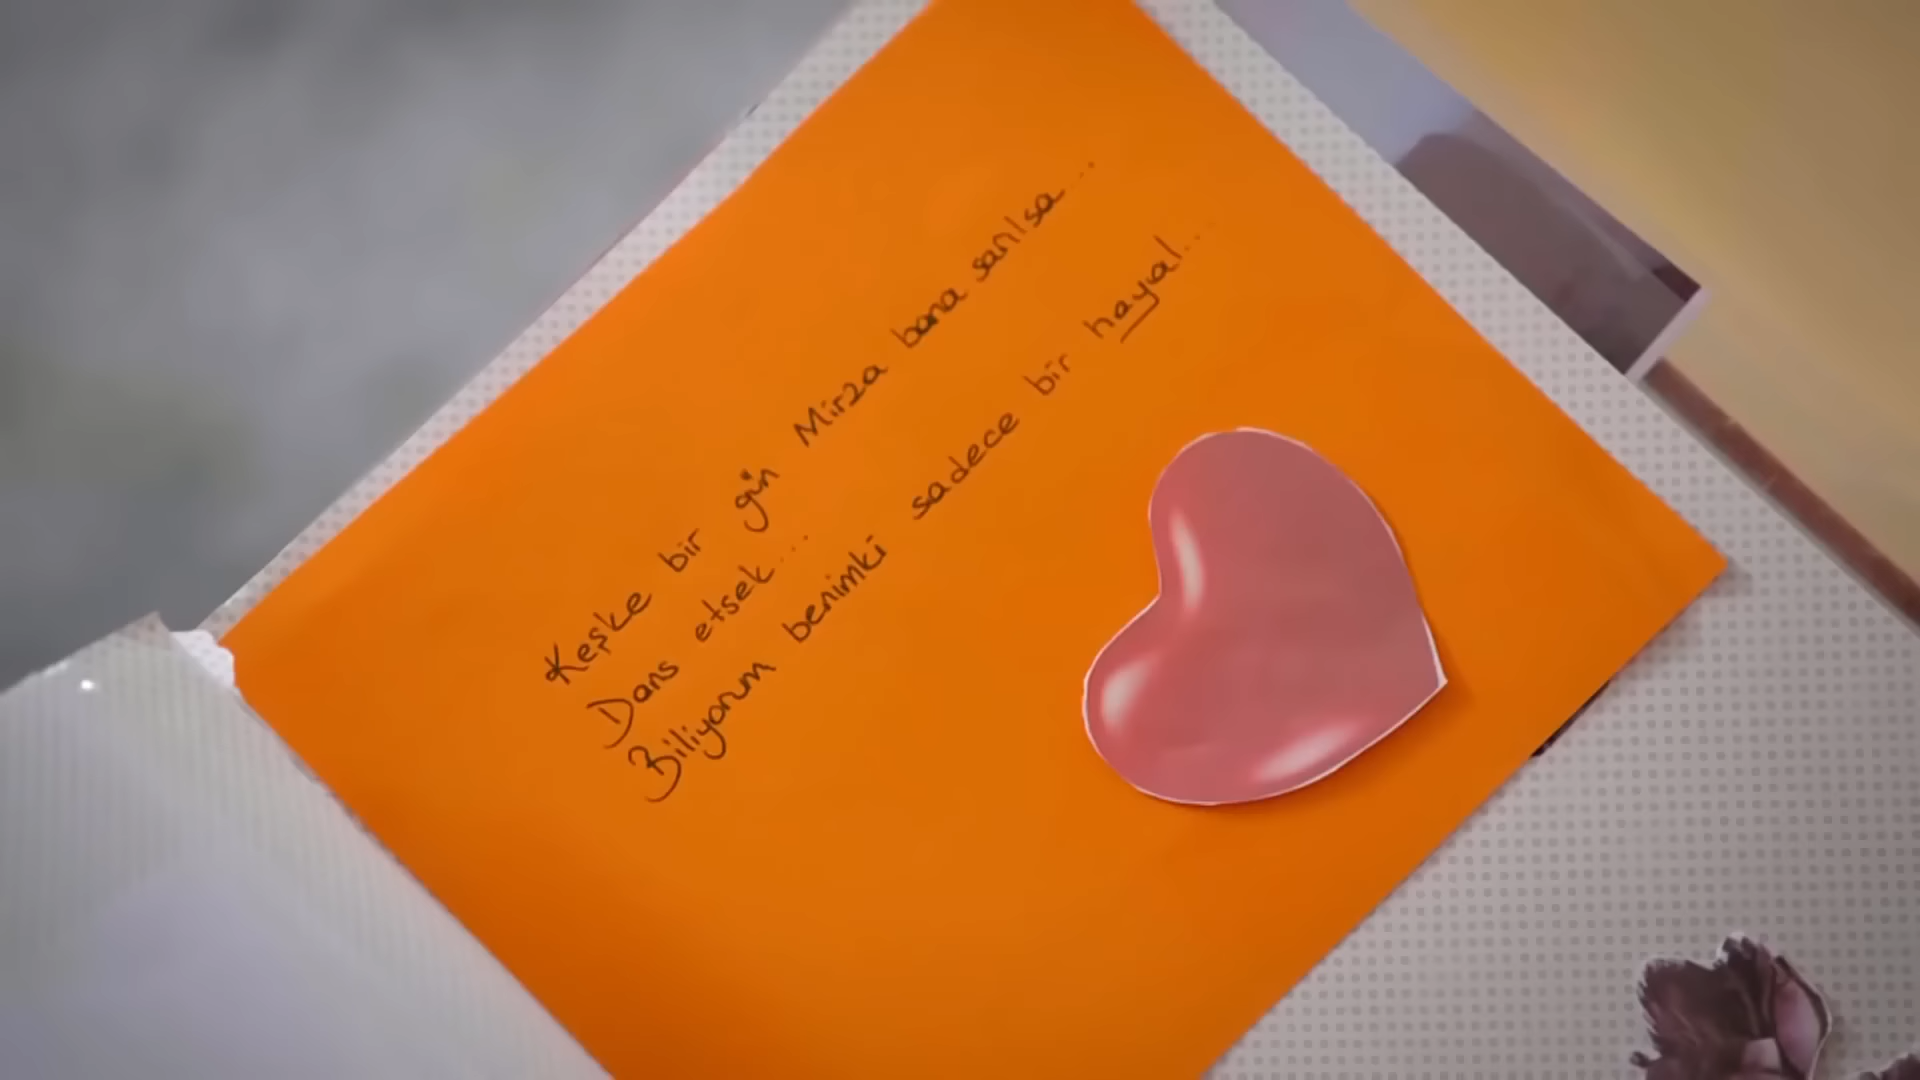 Keşke bir gün Mirza bana sarılsa...
Dans etsek...
Biliyorum benimki sadece bir hayal...